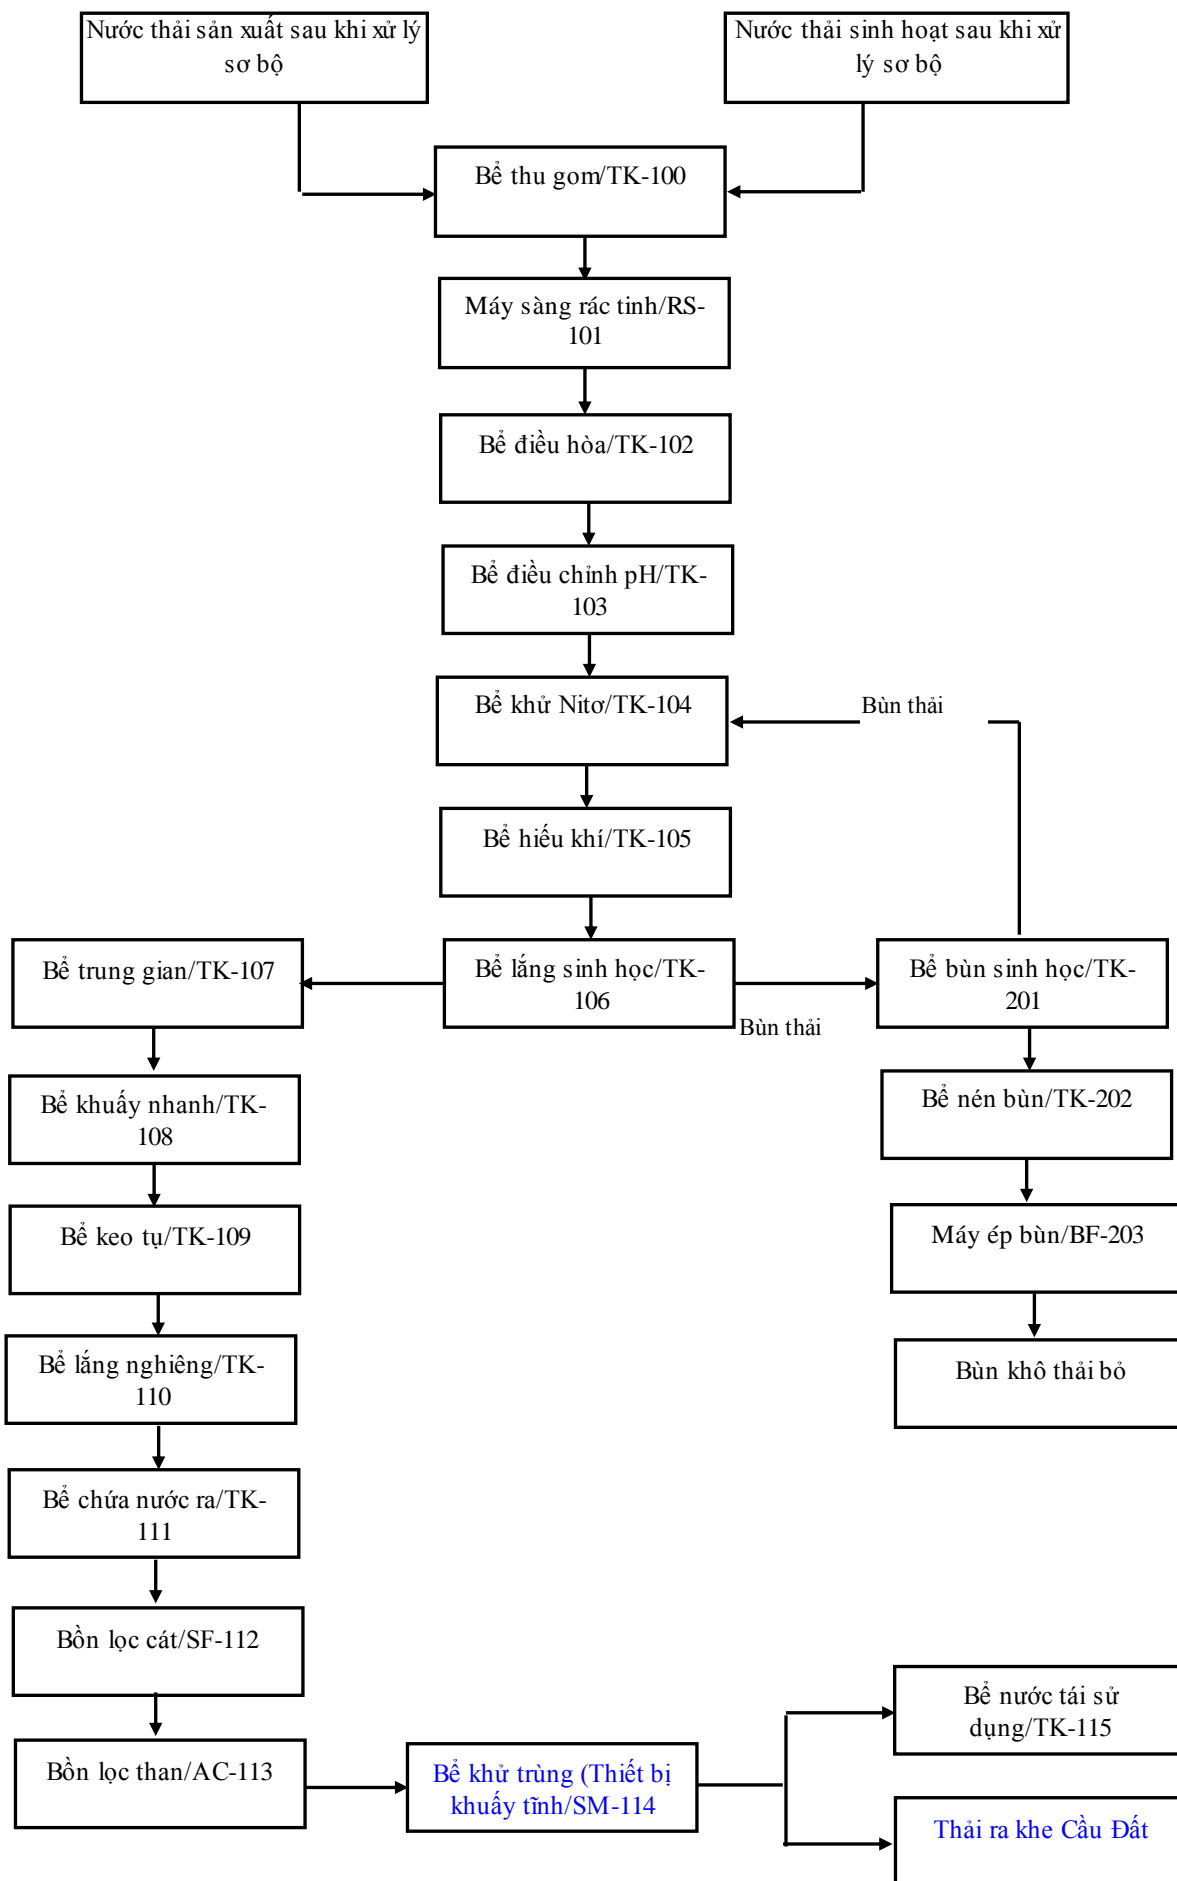 Nước thải sản xuất sau khi xử lý
sơ bộ
Nước thải sinh hoạt sau khi xử
lý sơ bộ
Bể thu gom/TK-100
Máy sàng rác tinh/RS-
101
Bể điều hòa/TK-102
Bể điều chỉnh pH/TK-
103
Bể khử Nitơ/TK-104
Bùn thải
Bể hiếu khí/TK-105
Bể trung gian/TK-107
Bể lắng sinh học/TK-
106
Bùn thải
Bể bùn sinh học/TK-
201
Bể khuấy nhanh/TK-
108
Bể nén bùn/TK-202
Bể keo tụ/TK-109
Máy ép bùn/BF-203
Bể lắng nghiêng/TK-
110
Bùn khô thải bỏ
Bể chứa nước ra/TK-
111
Bồn lọc cát/SF-112
Bồn lọc than/AC-113
Bể khử trùng (Thiết bị
khuấy tĩnh/SM-114
Bể nước tái sử
dụng/TK-115
Thải ra khe Cầu Đất